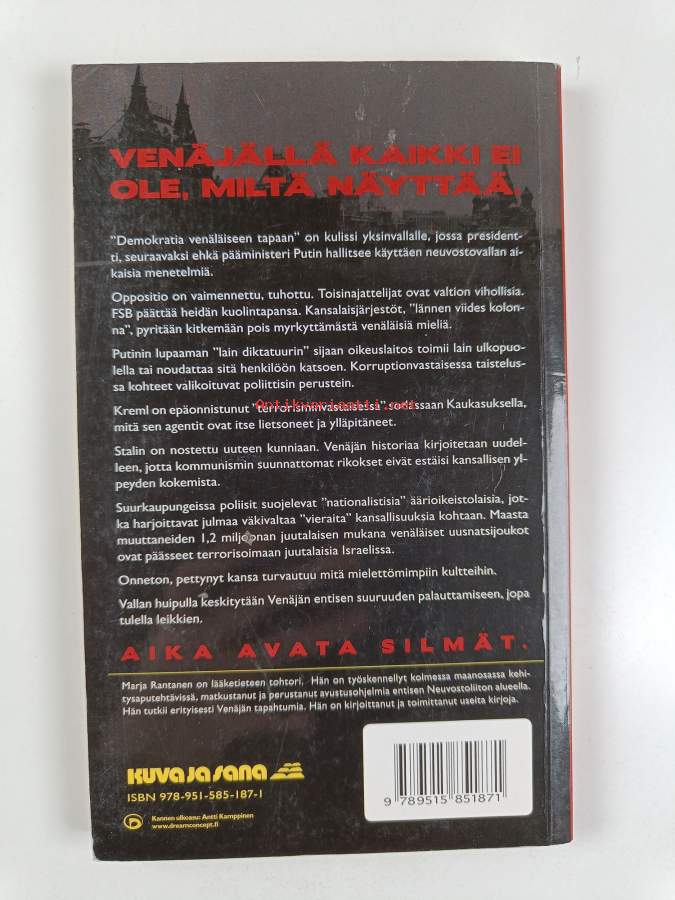 VENÄJÄLLÄ KAIKKI EI
OLE, MILTÄ NÄYTTÄÄ.
"Demokratia venäläiseen tapaan" on kulissi yksinvallalle, jossa president-
ti, seuraavaksi ehkä pääministeri Putin hallitsee käyttäen neuvostovallan ai-
kaisia menetelmiä.
Oppositio on vaimennettu, tuhottu. Toisinajattelijat ovat valtion vihollisia.
FSB päättää heidän kuolintapansa. Kansalaisjärjestöt, "lännen viides kolon-
na", pyritään kitkemään pois myrkyttämästä venäläisiä mieliä.
Putinin lupaaman "lain diktatuurin" sijaan oikeuslaitos toimii lain ulkopuo-
lella tai noudattaa sitä henkilöön katsoen. Korruptionvastaisessa taistelus-
sa kohteet valikoituvat poliittisin perustein.
Kreml on epäonnistunut "terrorisminvastaisessa" sodassaan Kaukasuksella,
Antikvariaatti.net
mitä sen agentit ovat itse lietsoneet ja ylläpitäneet.
Stalin on nostettu uuteen kunniaan. Venäjän historiaa kirjoitetaan uudel-
leen, jotta kommunismin suunnattomat rikokset eivät estäisi kansallisen yl-
peyden kokemista.
Suurkaupungeissa poliisit suojelevat "nationalistisia" äärioikeistolaisia, jot-
ka harjoittavat julmaa väkivaltaa "vieraita" kansallisuuksia kohtaan. Maasta
muuttaneiden 1,2 miljoonan juutalaisen mukana venäläiset uusnatsijoukot
ovat päässeet terrorisoimaan juutalaisia Israelissa.
Onneton, pettynyt kansa turvautuu mitä mielettömimpiin kultteihin.
Vallan huipulla keskitytään Venäjän entisen suuruuden palauttamiseen, jopa
tulella leikkien.
AIKA AVATA SILMÄT.
Marja Rantanen on lääketieteen tohtori. Hän on työskennellyt kolmessa maanosassa kehi-
tysaputehtävissä, matkustanut ja perustanut avustusohjelmia entisen Neuvostoliiton alueella.
Hän tutkii erityisesti Venäjän tapahtumia. Hän on kirjoittanut ja toimittanut useita kirjoja.
KUVA JA SANA
ISBN 978-951-585-187-1
Kannen ulkoasu: Antti Kamppinen
www.dreamconcept.fi
9 789515 851871